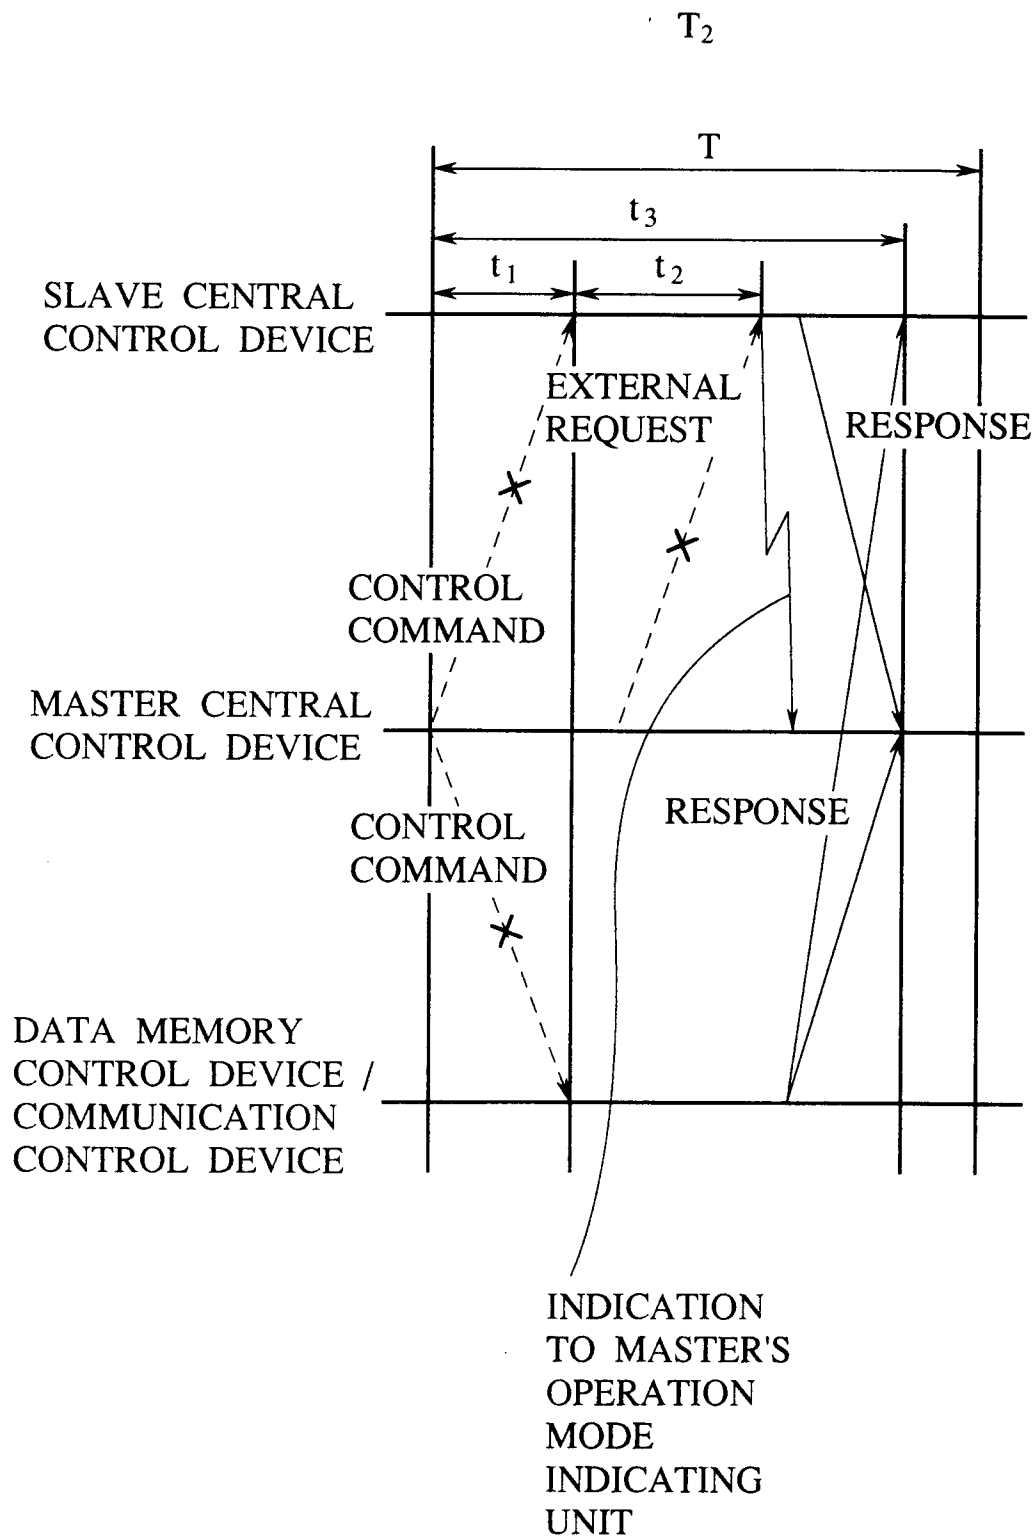 T2
T
t3
t1
t2
SLAVE CENTRAL
CONTROL DEVICE
EXTERNAL
REQUEST
RESPONSE
CONTROL
COMMAND
MASTER CENTRAL
CONTROL DEVICE
RESPONSE
CONTROL
COMMAND
DATA MEMORY
CONTROL DEVICE /
COMMUNICATION
CONTROL DEVICE
INDICATION
TO MASTER'S
OPERATION
MODE
INDICATING
UNIT